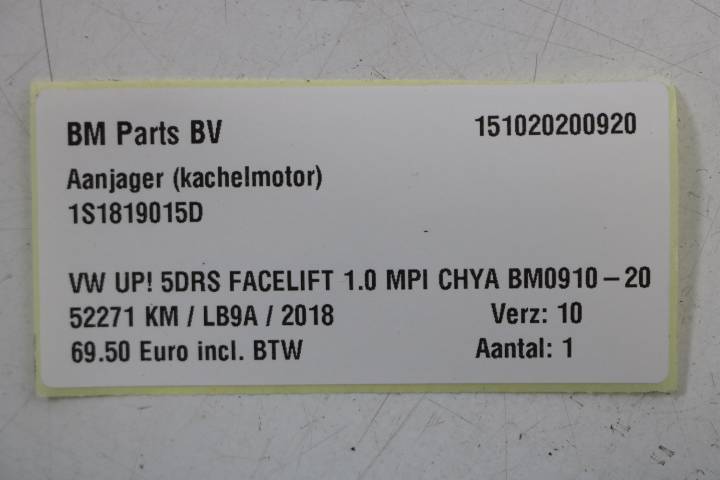 BM Parts BV 151020200920
Aanjager (kachelmotor)
1S1819015D
VW UP! 5DRS FACELIFT 1.0 MPI CHYA BM0910-20
52271 KM / LB9A / 2018 Verz: 10
69.50 Euro incl. BTW Aantal: 1